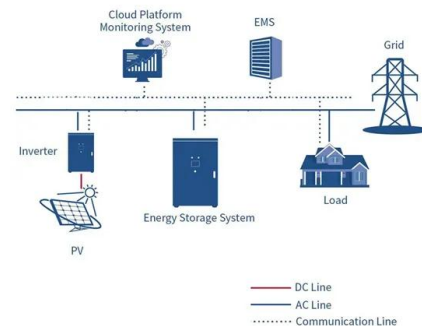 Cloud Platform
Monitoring System
EMS
Grid
Inverter
Energy Storage System
Load
PV
DC Line
AC Line
Communication Line